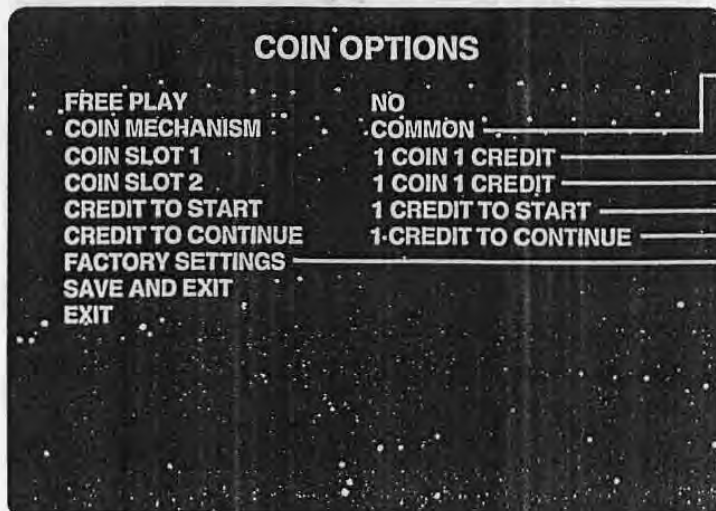 COIN OPTIONS
FREE PLAY NO
COIN MECHANISM COMMON
COIN SLOT 1 1 COIN 1 CREDIT
COIN SLOT 2 1 COIN 1 CREDIT
CREDIT TO START 1 CREDIT TO START
CREDIT TO CONTINUE 1 CREDIT TO CONTINUE
FACTORY SETTINGS
SAVE AND EXIT
EXIT